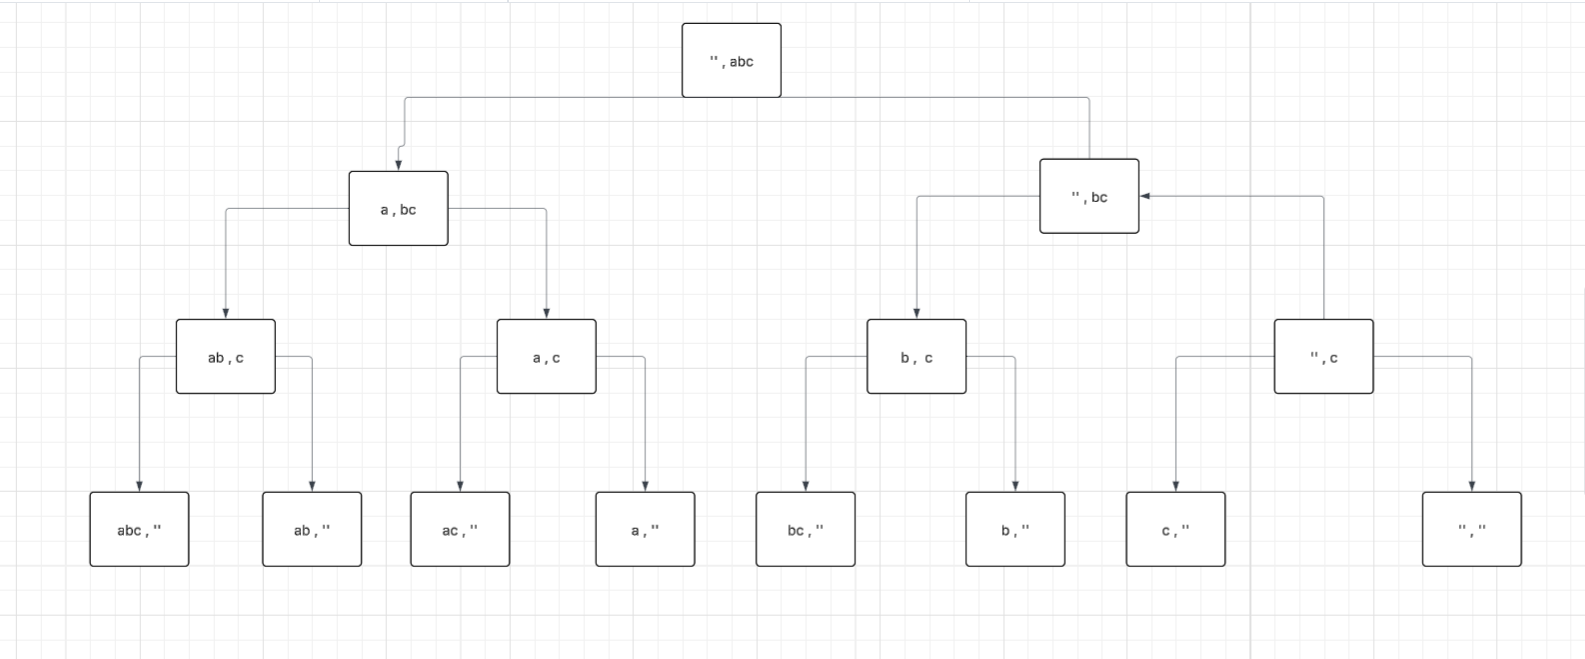 '' , abc
a , bc
'' , bc
ab , c
a , c
b , c
'' , c
abc , ''
ab , ''
ac , ''
a , ''
bc , ''
b , ''
c , ''
'' , ''